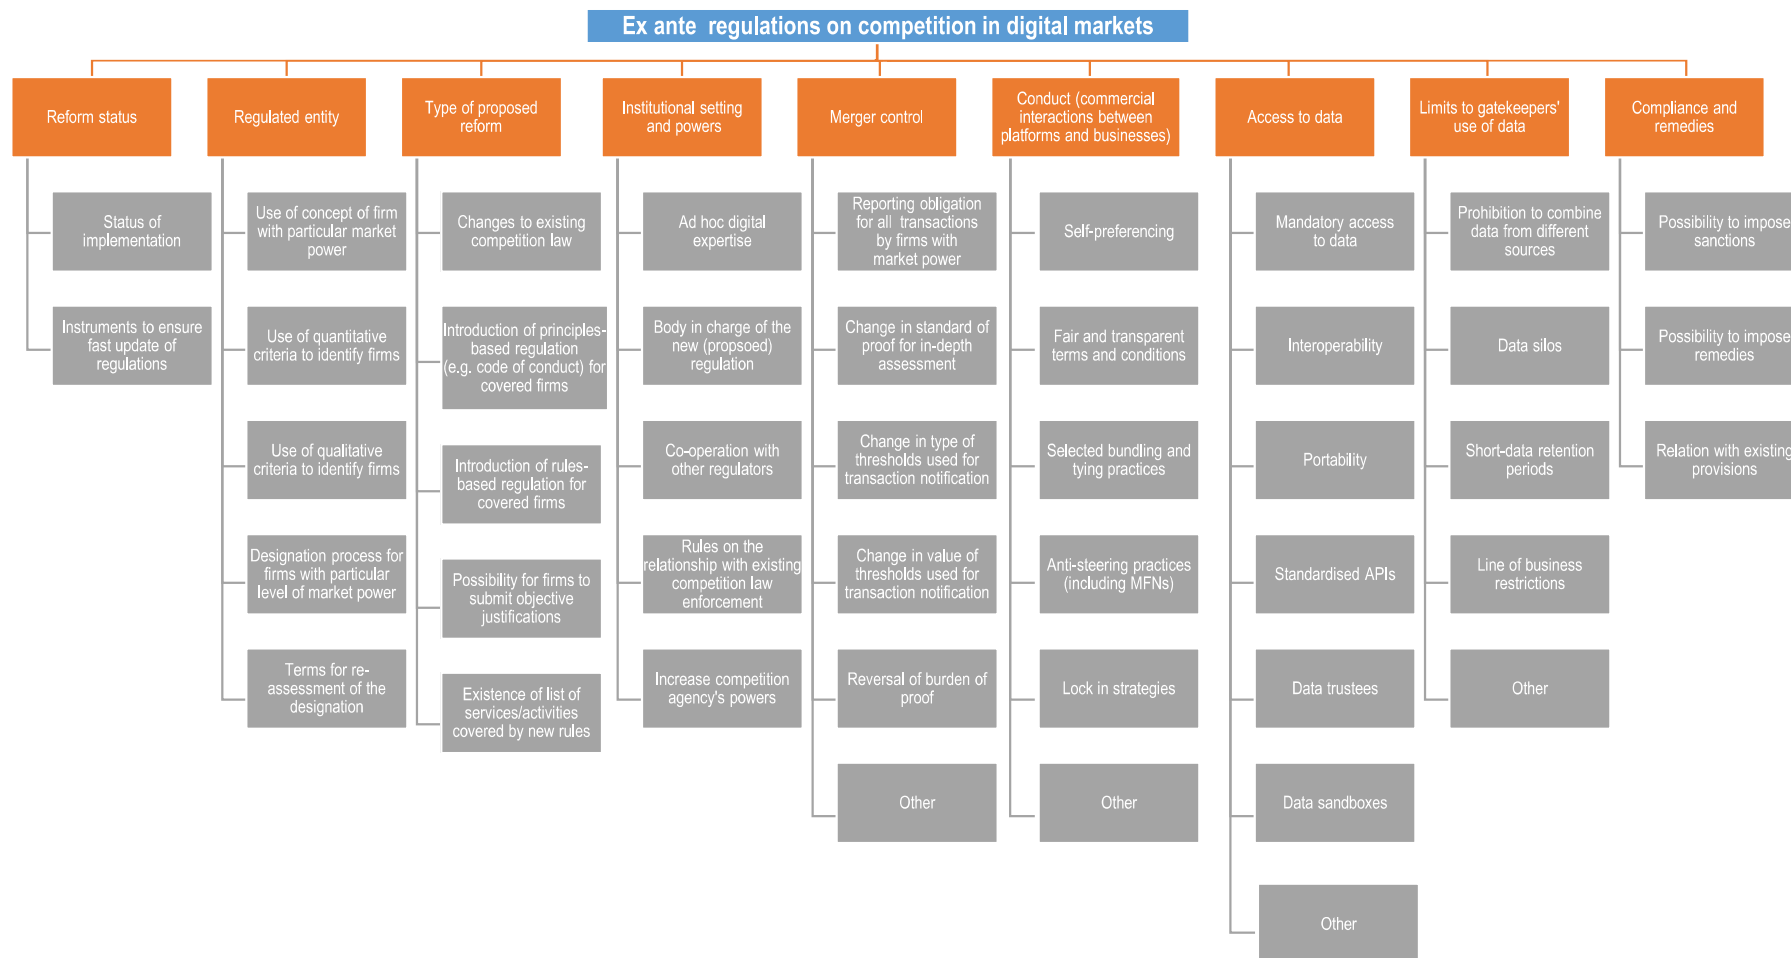 Ex ante  regulations on competition in digital markets
Reform status
Status of
implementation
Instruments to ensure
fast update of
regulations
Regulated entity
Use of concept of firm
with particular market
power
Use of quantitative
criteria to identify firms
Use of qualitative
criteria to identify firms
Designation process for
firms with particular
level of market power
Terms for re-
assessment of the
designation
Type of proposed
reform
Changes to existing
competition law
Introduction of principles-
based regulation
(e.g. code of conduct) for
covered firms
Introduction of rules-
based regulation for
covered firms
Possibility for firms to
submit objective
justifications
Existence of list of
services/activities
covered by new rules
Institutional setting
and powers
Ad hoc digital
expertise
Body in charge of the
new (propsoed)
regulation
Co-operation with
other regulators
Rules on the
relationship with existing
competition law
enforcement
Increase competition
agency's powers
Merger control
Reporting obligation
for all  transactions
by firms with
market power
Change in standard of
proof for in-depth
assessment
Change in type of
thresholds used for
transaction notification
Change in value of
thresholds used for
transaction notification
Reversal of burden of
proof
Other
Conduct (commercial
interactions between
platforms and businesses)
Self-preferencing
Fair and transparent
terms and conditions
Selected bundling and
tying practices
Anti-steering practices
(including MFNs)
Lock in strategies
Other
Access to data
Mandatory access
to data
Interoperability
Portability
Standardised APIs
Data trustees
Data sandboxes
Other
Limits to gatekeepers'
use of data
Prohibition to combine
data from different
sources
Data silos
Short-data retention
periods
Line of business
restrictions
Other
Compliance and
remedies
Possibility to impose
sanctions
Possibility to impose
remedies
Relation with existing
provisions